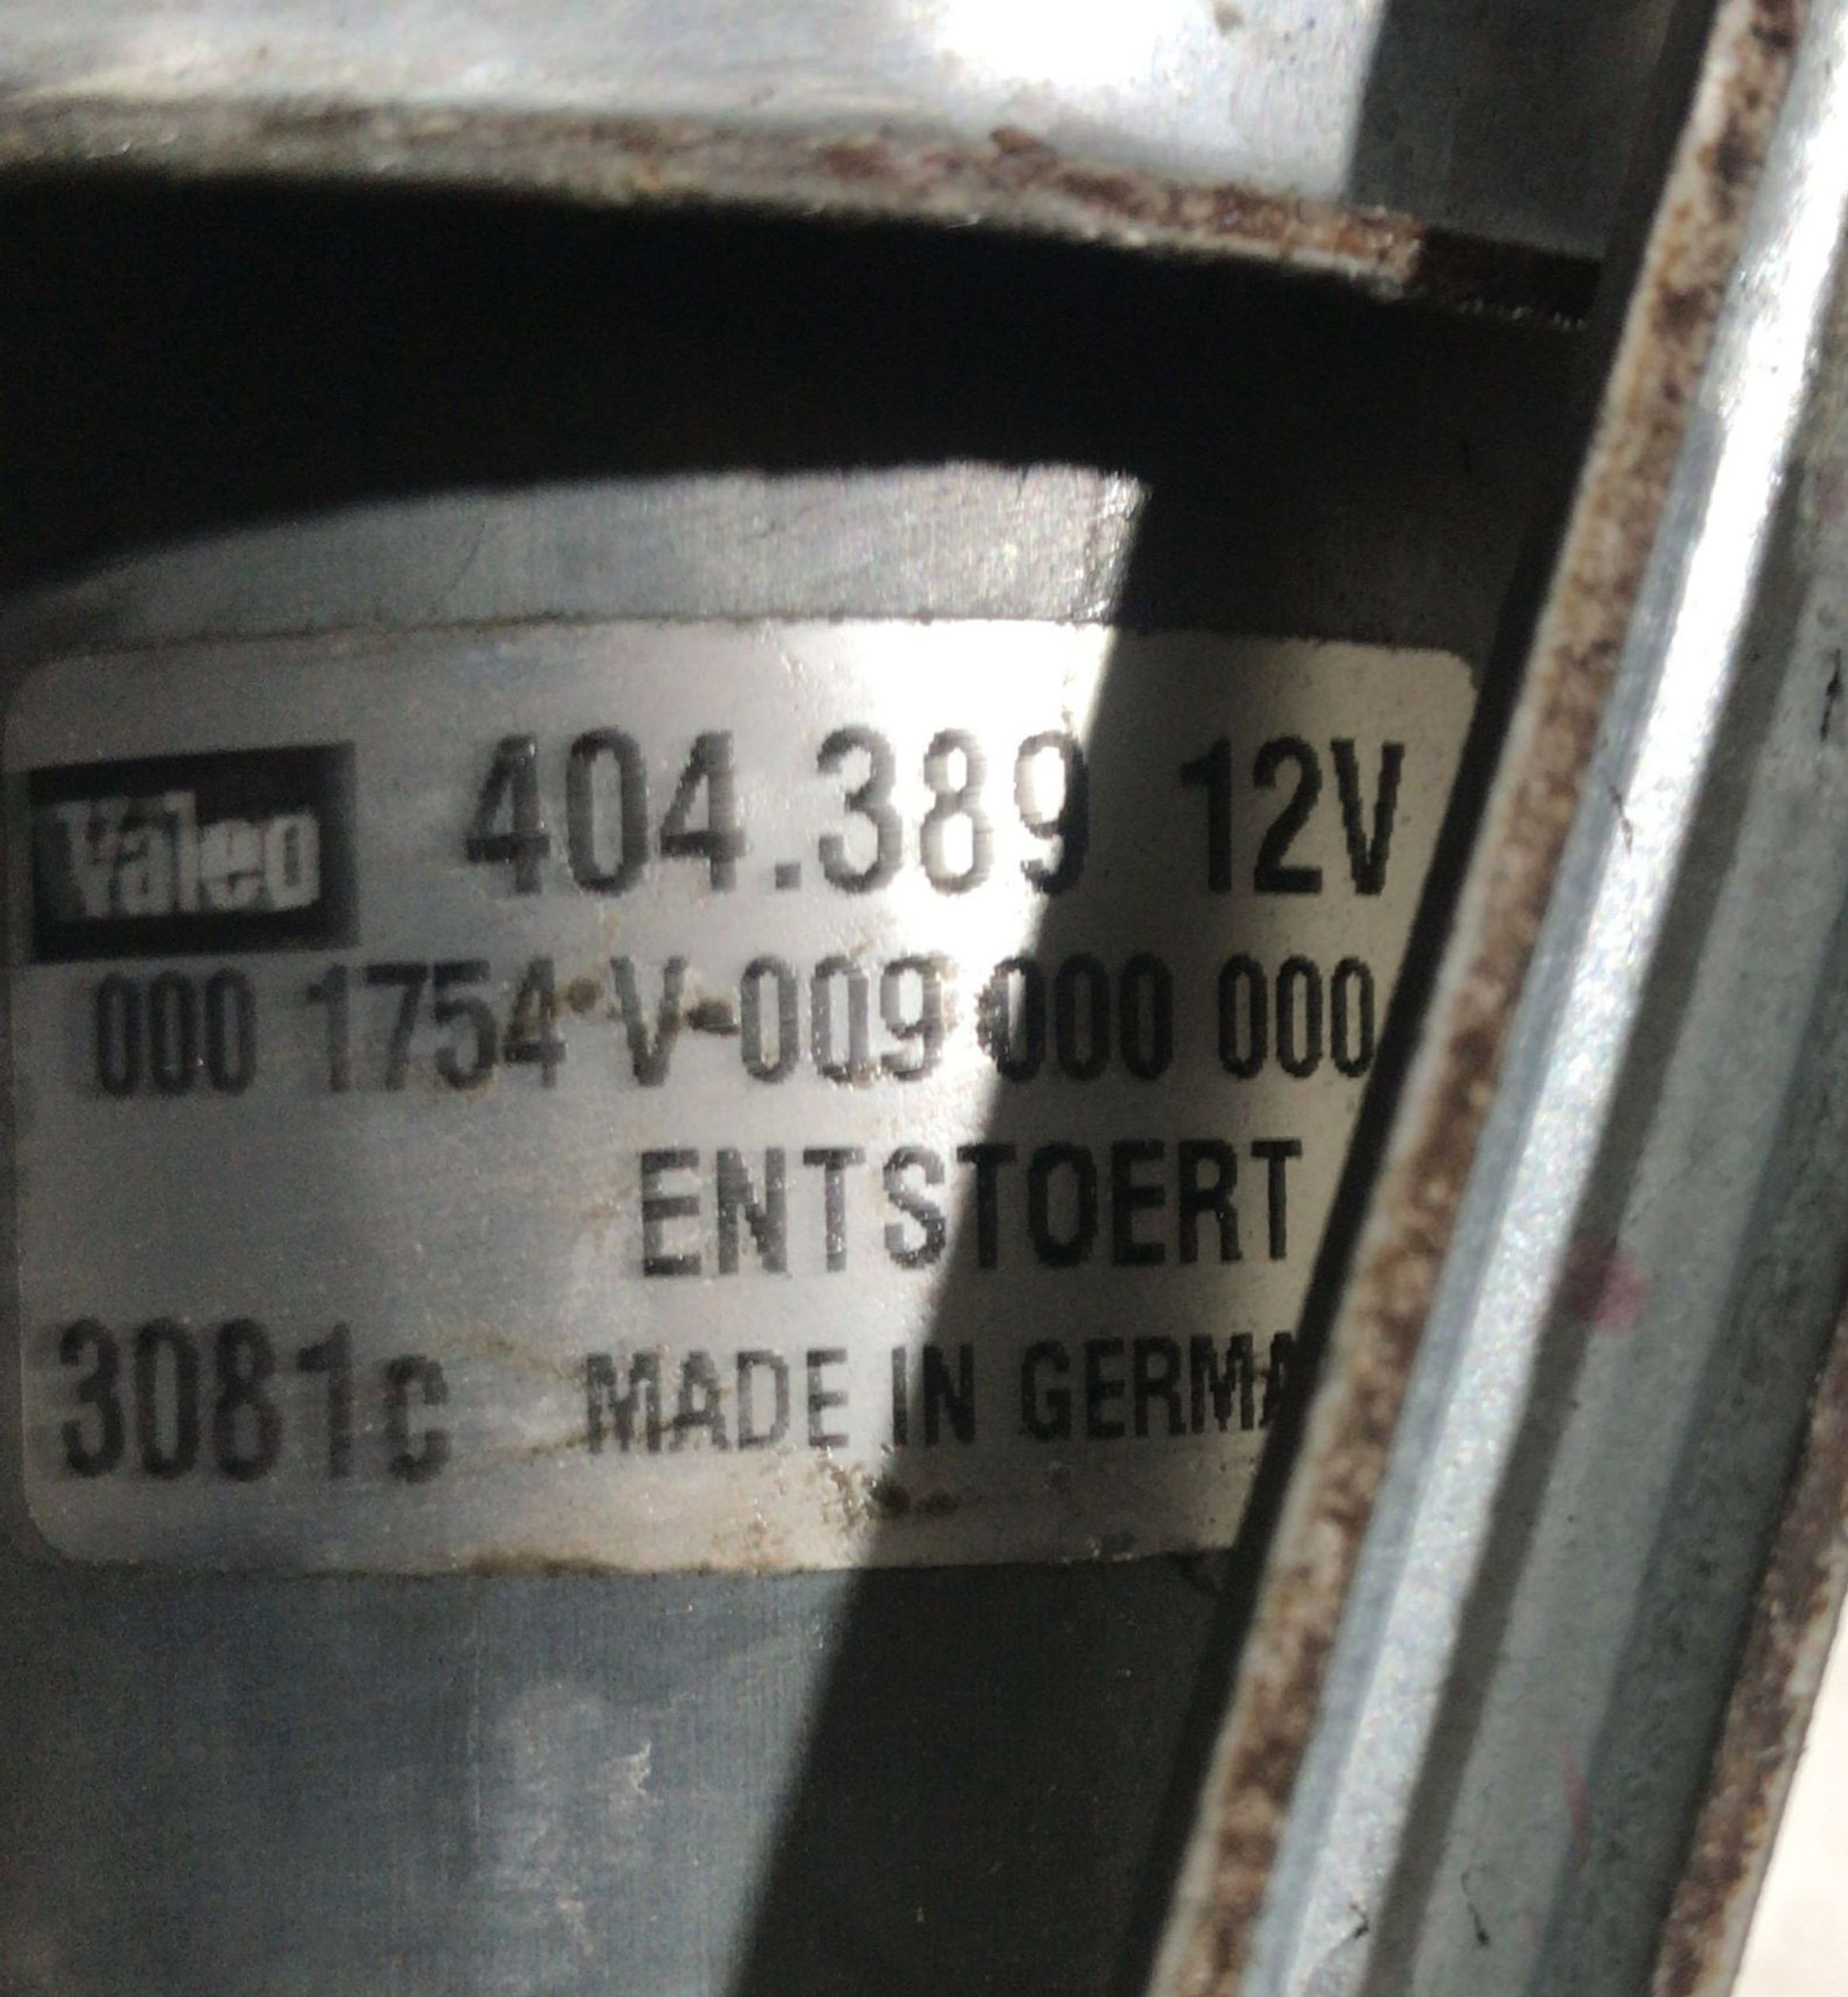 Valeo 404.389 12V
000 1754 V 009 000 000
ENTSTOERT
3081c MADE IN GERMA